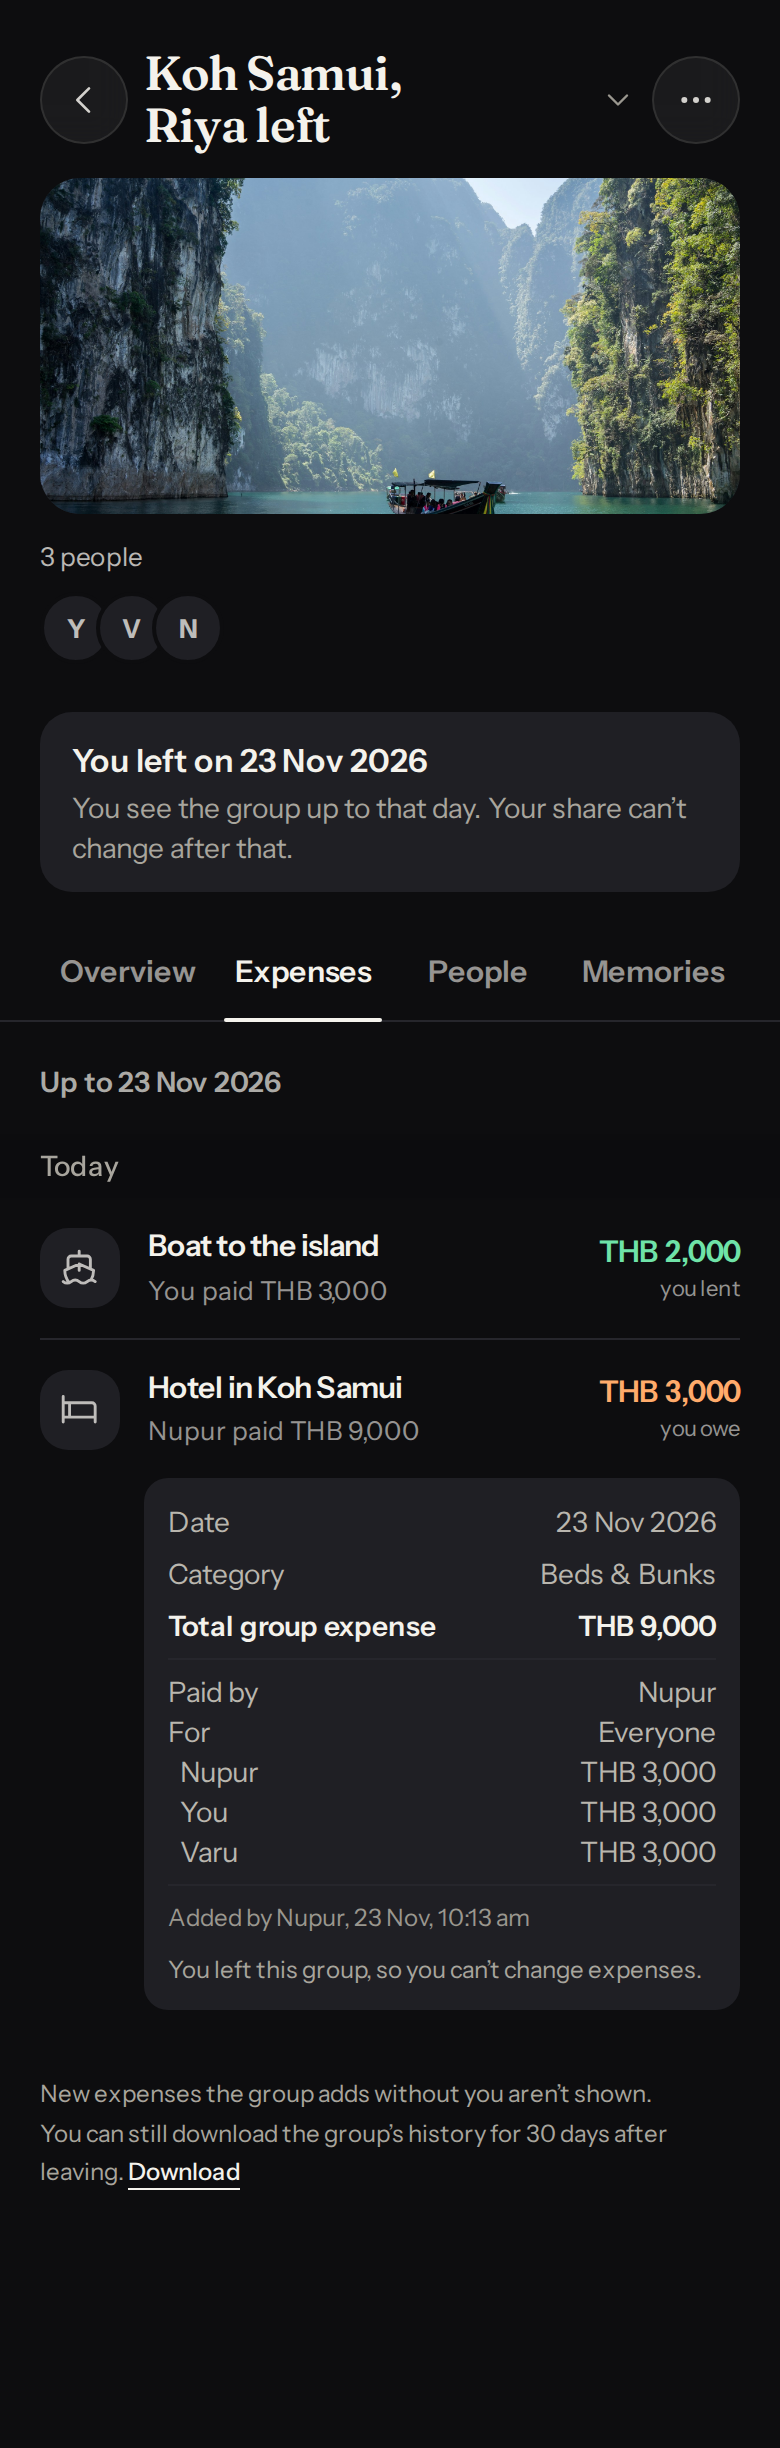 Koh Samui,
Riya left
3 people
Y V N
You left on 23 Nov 2026
You see the group up to that day. Your share can’t
change after that.
Overview Expenses People Memories
Up to 23 Nov 2026
Today
Boat to the island THB 2,000
You paid THB 3,000 you lent
Hotel in Koh Samui THB 3,000
Nupur paid THB 9,000 you owe
Date 23 Nov 2026
Category Beds & Bunks
Total group expense THB 9,000
Paid by Nupur
For Everyone
Nupur THB 3,000
You THB 3,000
Varu THB 3,000
Added by Nupur, 23 Nov, 10:13 am
You left this group, so you can’t change expenses.
New expenses the group adds without you aren’t shown.
You can still download the group’s history for 30 days after
leaving. Download